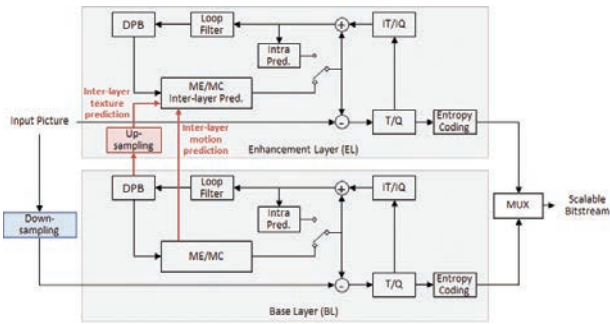 DPB
Loop
Filter
IT/IQ
Intra
Pred.
Inter-layer
texture
prediction
ME/MC
Inter-layer Pred.
Input Picture
Up-
sampling
Inter-layer
motion
prediction
T/Q
Entropy
Coding
Enhancement Layer (EL)
DPB
Loop
Filter
IT/IQ
Intra
Pred.
MUX
Scalable
Bitstream
Down-
sampling
ME/MC
T/Q
Entropy
Coding
Base Layer (BL)